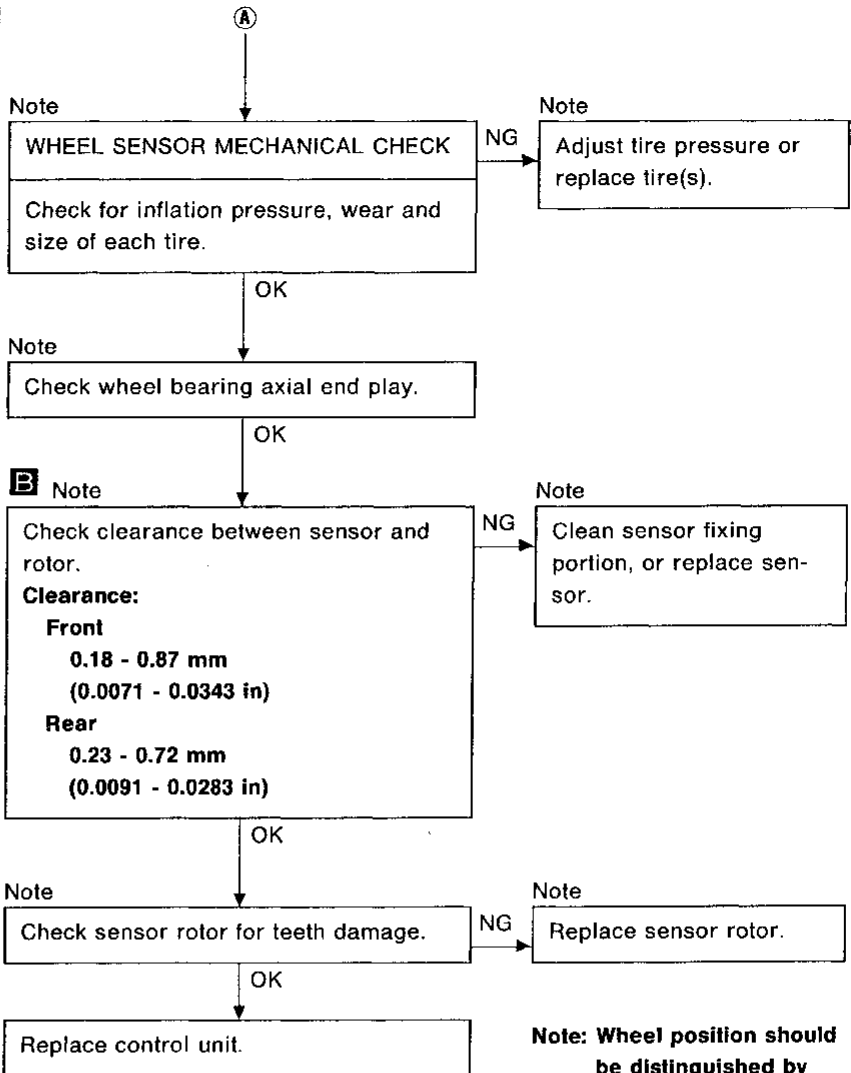 Ⓐ
Note
WHEEL SENSOR MECHANICAL CHECK
Check for inflation pressure, wear and
size of each tire.
NG
Note
Adjust tire pressure or
replace tire(s).
OK
Note
Check wheel bearing axial end play.
OK
B Note
Check clearance between sensor and
rotor.
Clearance:
Front
0.18 - 0.87 mm
(0.0071 - 0.0343 in)
Rear
0.23 - 0.72 mm
(0.0091 - 0.0283 in)
NG
Note
Clean sensor fixing
portion, or replace sen-
sor.
OK
Note
Check sensor rotor for teeth damage.
NG
Note
Replace sensor rotor.
OK
Replace control unit.
Note: Wheel position should
be distinguished by